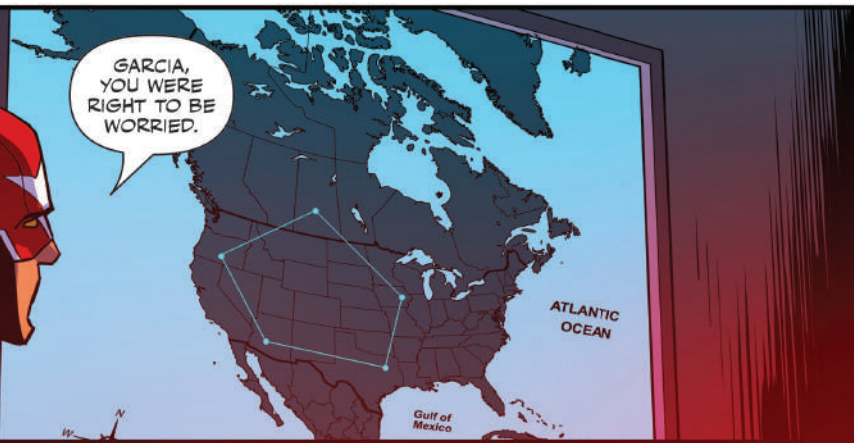 GARCIA,
YOU WERE
RIGHT TO BE
WORRIED.
ATLANTIC
OCEAN
Gulf of
Mexico
N
W